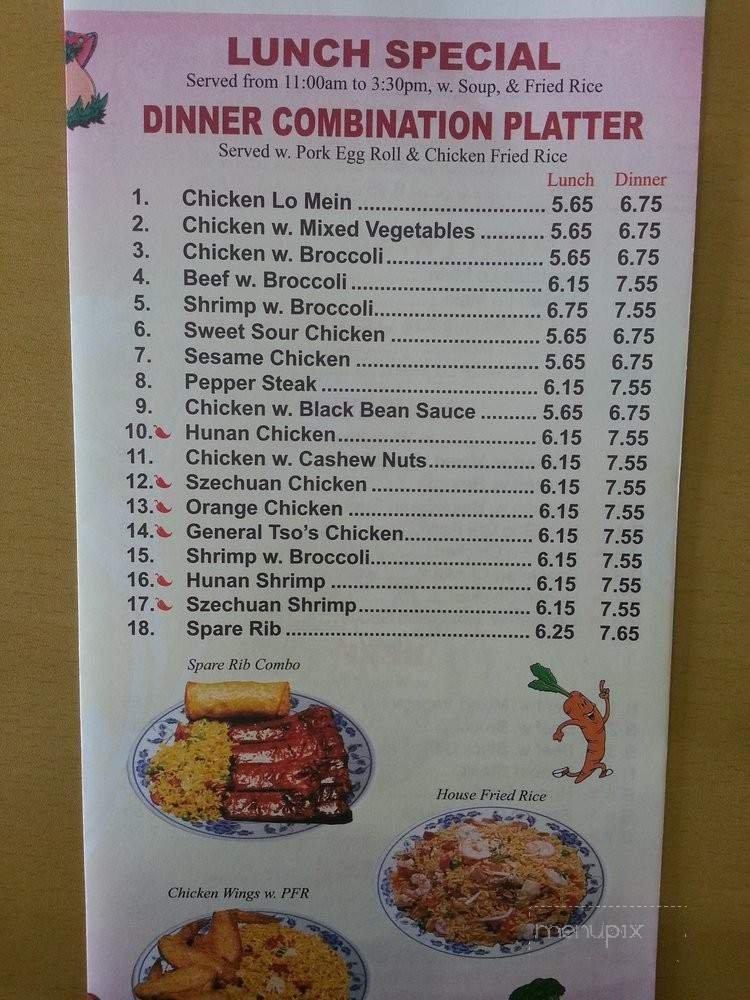 LUNCH SPECIAL
Served from 11:00am to 3:30pm, w. Soup, & Fried Rice
DINNER COMBINATION PLATTER
Served w. Pork Egg Roll & Chicken Fried Rice
Lunch Dinner
1. Chicken Lo Mein ................................ 5.65 6.75
2. Chicken w. Mixed Vegetables ........... 5.65 6.75
3. Chicken w. Broccoli........................... 5.65 6.75
4. Beef w. Broccoli ................................ 6.15 7.55
5. Shrimp w. Broccoli............................. 6.75 7.55
6. Sweet Sour Chicken .......................... 5.65 6.75
7. Sesame Chicken ................................ 5.65 6.75
8. Pepper Steak ..................................... 6.15 7.55
9. Chicken w. Black Bean Sauce .......... 5.65 6.75
10. Hunan Chicken.................................. 6.15 7.55
11. Chicken w. Cashew Nuts................... 6.15 7.55
12. Szechuan Chicken ............................ 6.15 7.55
13. Orange Chicken ................................ 6.15 7.55
14. General Tso's Chicken...................... 6.15 7.55
15. Shrimp w. Broccoli............................ 6.15 7.55
16. Hunan Shrimp ................................... 6.15 7.55
17. Szechuan Shrimp.............................. 6.15 7.55
18. Spare Rib .......................................... 6.25 7.65
Spare Rib Combo
House Fried Rice
Chicken Wings w. PFR
menupix